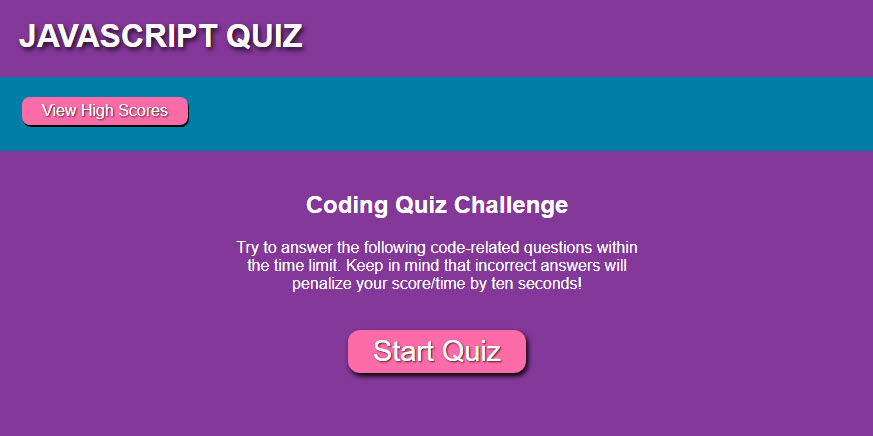 JAVASCRIPT QUIZ
View High Scores
Coding Quiz Challenge
Try to answer the following code-related questions within
the time limit. Keep in mind that incorrect answers will
penalize your score/time by ten seconds!
Start Quiz